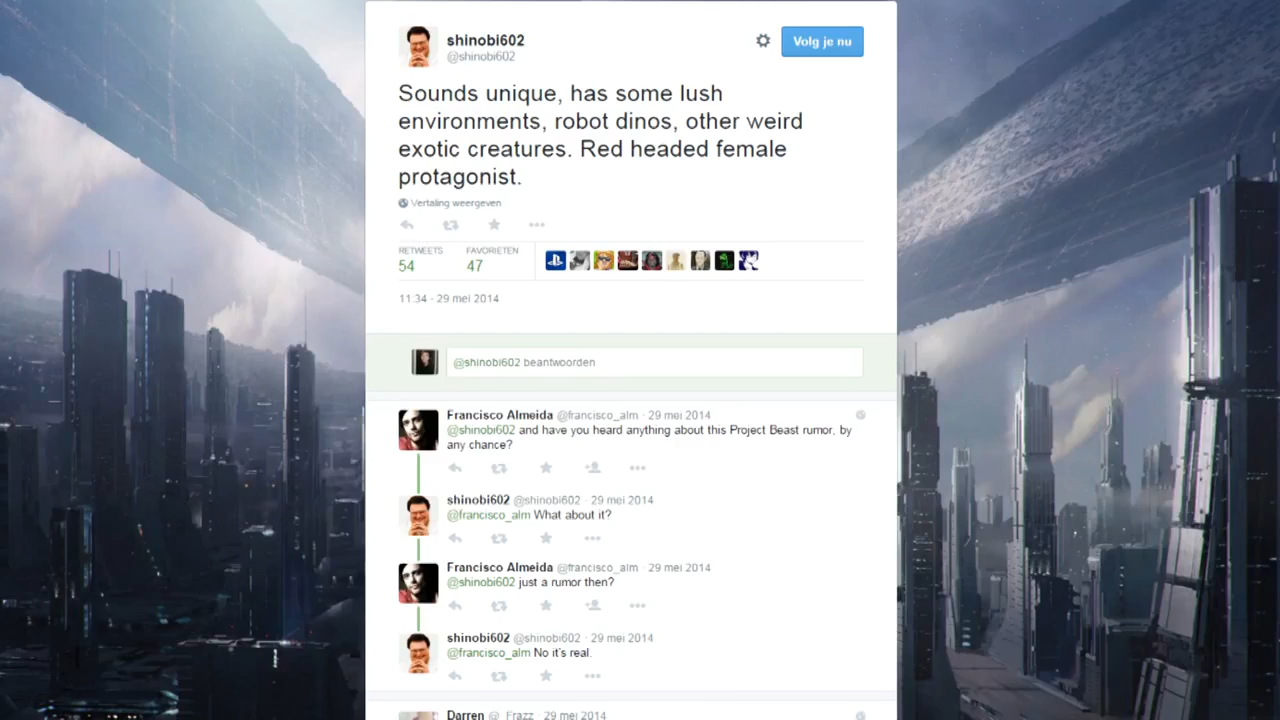 shinobi602
@shinobi602
Volg je nu
Sounds unique, has some lush
environments, robot dinos, other weird
exotic creatures. Red headed female
protagonist.
Vertaling weergeven
RETWEETS
FAVORIETEN
54
47
11:34 - 29 mei 2014
@shinobi602 beantwoorden
Francisco Almeida @francisco_alm · 29 mei 2014
@shinobi602 and have you heard anything about this Project Beast rumor, by
any chance?
shinobi602 @shinobi602 · 29 mei 2014
@francisco_alm What about it?
Francisco Almeida @francisco_alm · 29 mei 2014
@shinobi602 just a rumor then?
shinobi602 @shinobi602 · 29 mei 2014
@francisco_alm No it's real.
Darren @_Frazz · 29 mei 2014